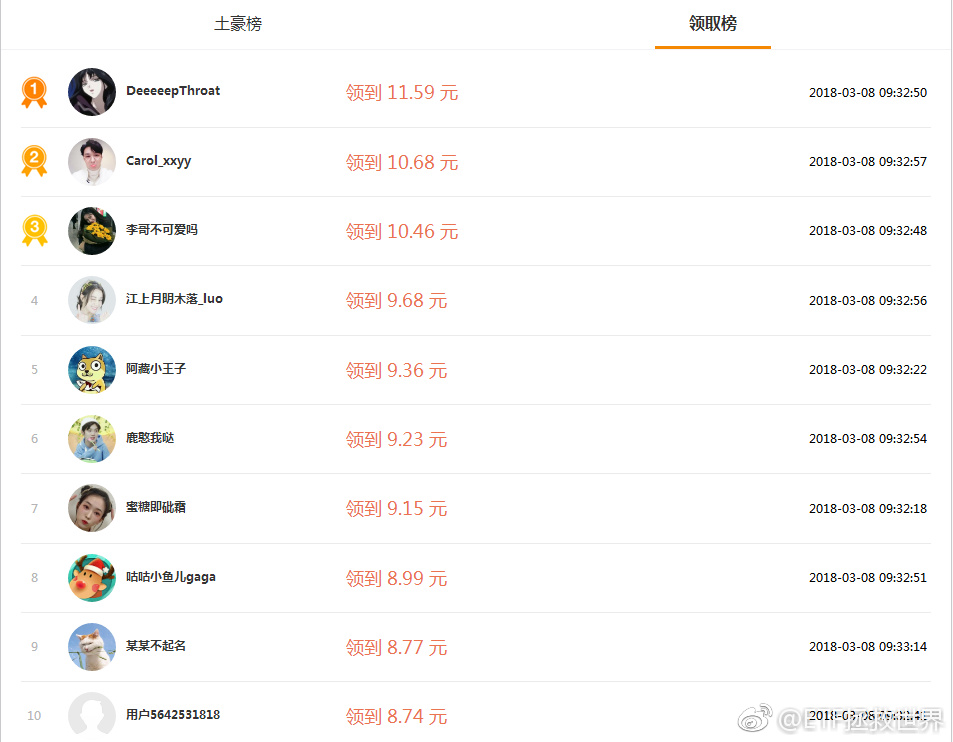 土豪榜 领取榜
1 DeeeeepThroat 领到 11.59 元 2018-03-08 09:32:50
2 Carol_xxyy 领到 10.68 元 2018-03-08 09:32:57
3 李哥不可爱吗 领到 10.46 元 2018-03-08 09:32:48
4 江上月明木落_luo 领到 9.68 元 2018-03-08 09:32:56
5 阿藏小王子 领到 9.36 元 2018-03-08 09:32:22
6 鹿憨我哒 领到 9.23 元 2018-03-08 09:32:54
7 蜜糖即砒霜 领到 9.15 元 2018-03-08 09:32:18
8 咕咕小鱼儿gaga 领到 8.99 元 2018-03-08 09:32:51
9 某某不起名 领到 8.77 元 2018-03-08 09:33:14
10 用户5642531818 领到 8.74 元 2018-03-08
@ETF拯救世界